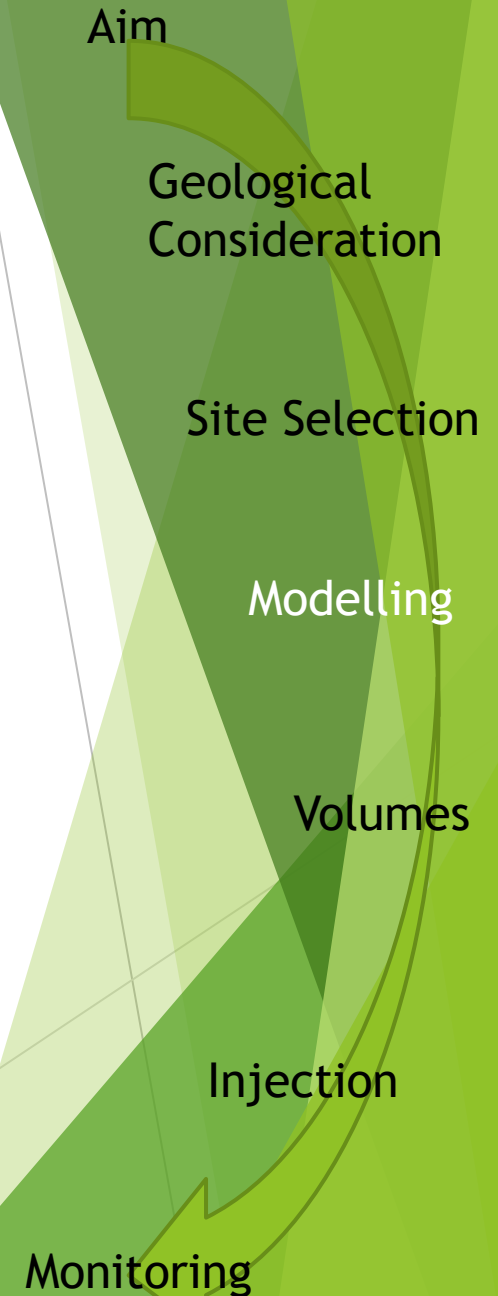 Aim
Geological
Consideration
Site Selection
Modelling
Volumes
Injection
Monitoring